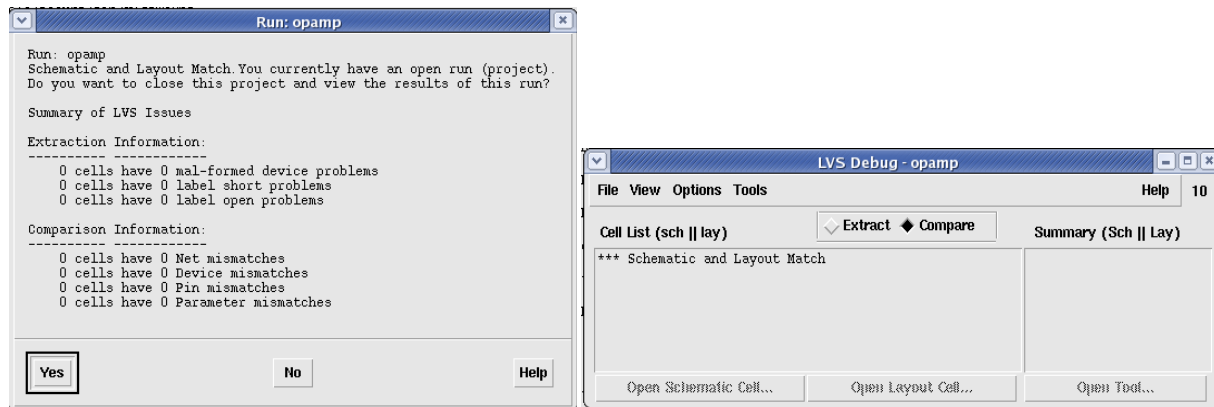 Run: opamp
Run: opamp
Schematic and Layout Match.You currently have an open run (project).
Do you want to close this project and view the results of this run?
Summary of LVS Issues
Extraction Information:
---------- ------------
0 cells have 0 mal-formed device problems
0 cells have 0 label short problems
0 cells have 0 label open problems
Comparison Information:
---------- ------------
0 cells have 0 Net mismatches
0 cells have 0 Device mismatches
0 cells have 0 Pin mismatches
0 cells have 0 Parameter mismatches
Yes No Help
LVS Debug - opamp
File View Options Tools Help 10
Extract Compare
Cell List (sch || lay) Summary (Sch || Lay)
*** Schematic and Layout Match
Open Schematic Cell... Open Layout Cell... Open Tool...